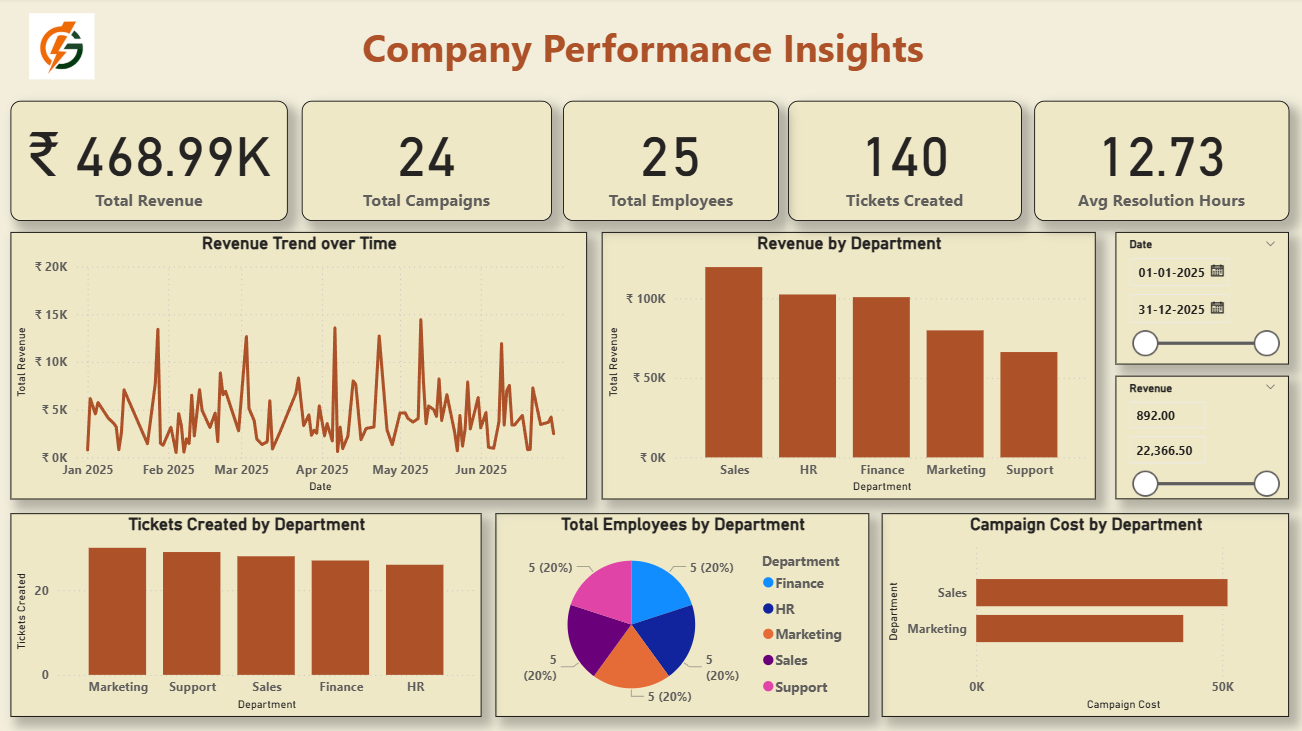 Company Performance Insights
₹ 468.99K
Total Revenue
24
Total Campaigns
25
Total Employees
140
Tickets Created
12.73
Avg Resolution Hours
Revenue Trend over Time
Total Revenue
₹ 20K
₹ 15K
₹ 10K
₹ 5K
₹ 0K
Jan 2025 Feb 2025 Mar 2025 Apr 2025 May 2025 Jun 2025
Date
Revenue by Department
Total Revenue
₹ 100K
₹ 50K
₹ 0K
Sales HR Finance Marketing Support
Department
Date
01-01-2025
31-12-2025
Revenue
892.00
22,366.50
Tickets Created by Department
Tickets Created
20
0
Marketing Support Sales Finance HR
Department
Total Employees by Department
5 (20%)
5 (20%)
5
(20%)
5 (20%)
5
(20%)
Department
Finance
HR
Marketing
Sales
Support
Campaign Cost by Department
Department
Sales
Marketing
0K 50K
Campaign Cost